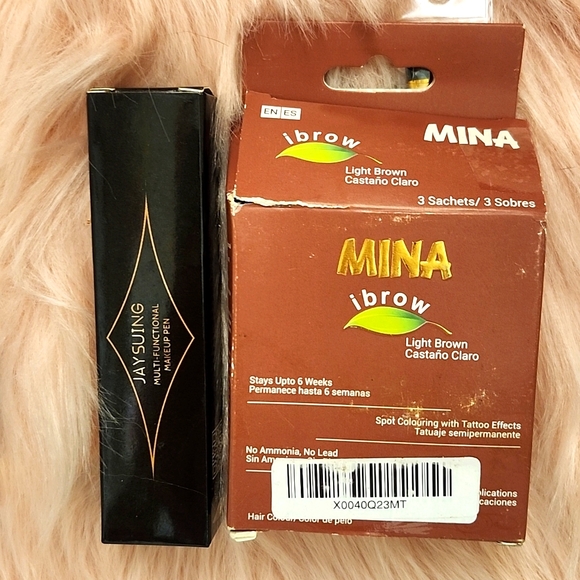 JAYSUING
MULTI-FUNCTIONAL
MAKEUP PEN
EN ES
ibrow
Light Brown
Castaño Claro
MINA
3 Sachets/ 3 Sobres
MINA
ibrow
Light Brown
Castaño Claro
Stays Upto 6 Weeks
Permanece hasta 6 semanas
Spot Colouring with Tattoo Effects
Tatuaje semipermanente
No Ammonia, No Lead
Sin
X0040Q23MT
Hair Colour/ Color de pelo